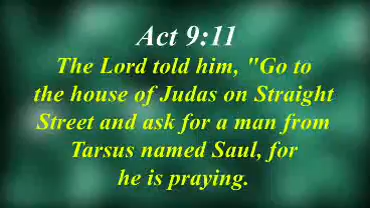 Act 9:11
The Lord told him, "Go to
the house of Judas on Straight
Street and ask for a man from
Tarsus named Saul, for
he is praying.